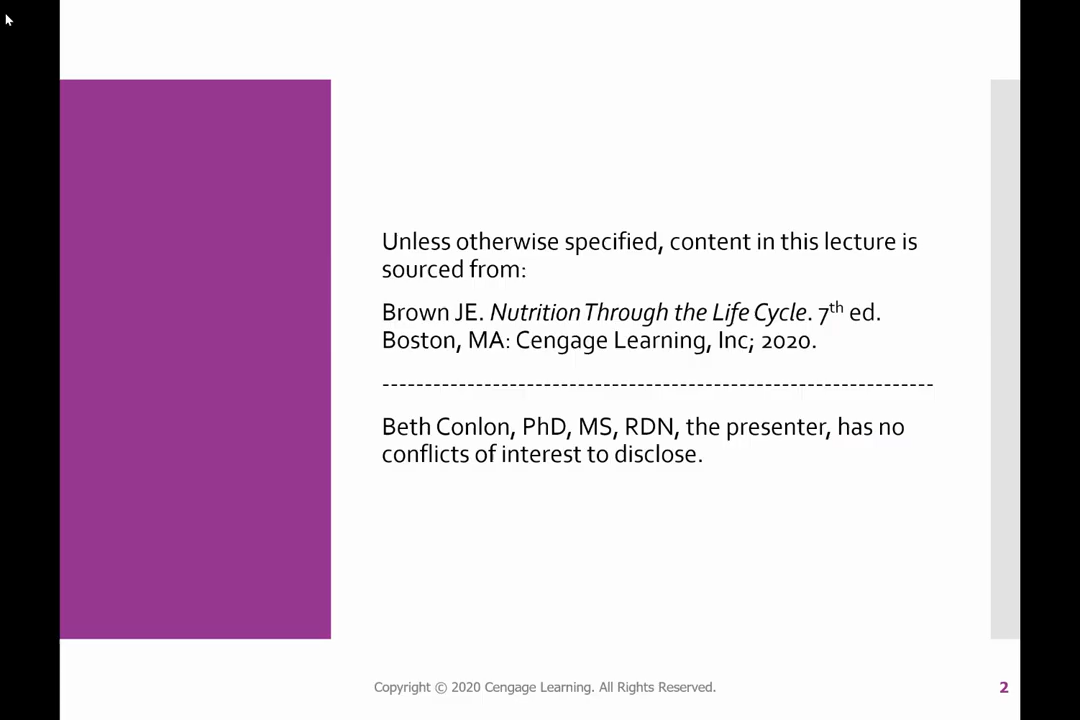 Unless otherwise specified, content in this lecture is
sourced from:
Brown JE. Nutrition Through the Life Cycle. 7th ed.
Boston, MA: Cengage Learning, Inc; 2020.
-----------------------------------------------------------------
Beth Conlon, PhD, MS, RDN, the presenter, has no
conflicts of interest to disclose.
Copyright © 2020 Cengage Learning. All Rights Reserved.
2